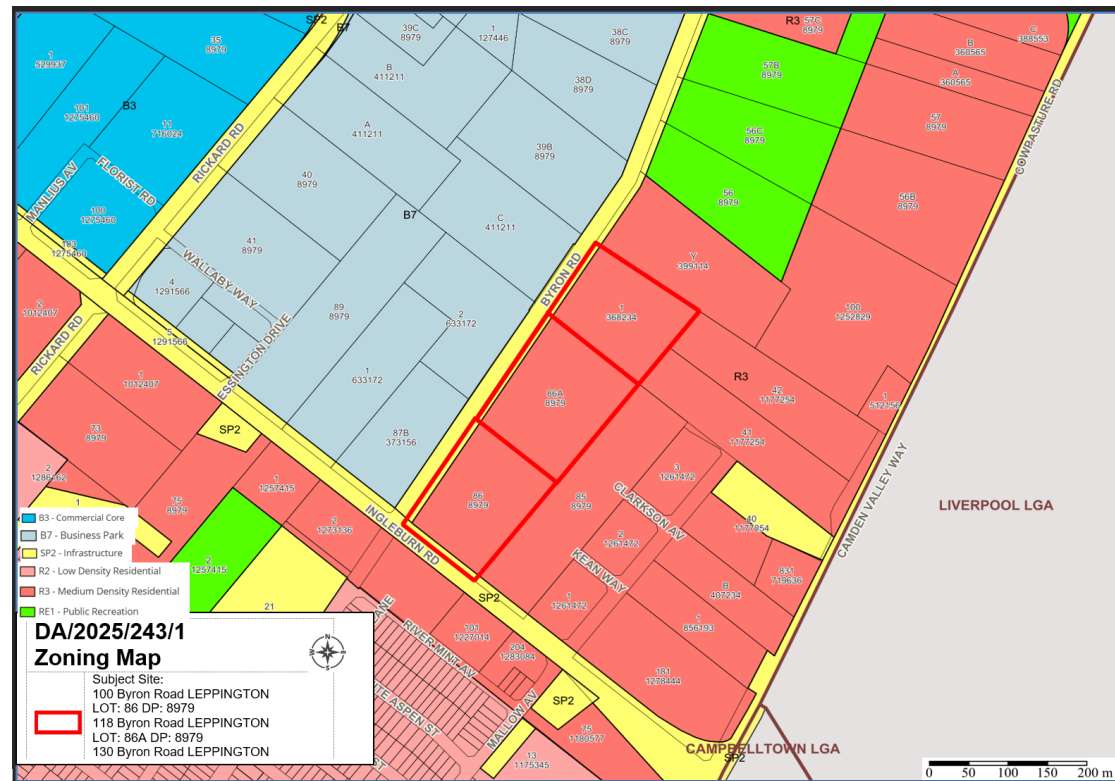 SP2
B7
39C
8979
1
127446
38C
8979
R3
57C
8979
C
388553
B
360565
1
529937
35
8979
B
411211
38D
8979
57B
8979
A
360565
101
1275460
B3
11
716024
A
411211
39B
8979
56C
8979
57
8979
COWPASTURE RD
RICKARD RD
MANLIUS AV
FLORIST RD
40
8979
56
8979
56B
8979
100
1275460
B7
C
411211
183
1275460
41
8979
WALLABY WAY
4
1291566
BYRON RD
Y
399114
2
1012407
RICKARD RD
5
1291566
ESSINGTON DRIVE
89
8979
2
633172
1
368234
100
1252829
1
1012407
1
633172
R3
86A
8979
42
1177254
1
512156
73
8979
SP2
87B
373156
41
1177254
CAMDEN VALLEY WAY
2
1286362
1
75
8979
1
1257415
3
1261472
86
8979
85
8979
CLARKSON AV
LIVERPOOL LGA
2
1273136
INGLEBURN RD
2
1261472
40
1177254
KEAN WAY
2
1257415
831
719636
B
407234
21
SP2
1
1261472
1
856193
101
1227014
RIVER MINT AV
204
1283084
181
1278444
MALLOW AV
SP2
75
1180577
13
1175345
CAMPBELLTOWN LGA
SP2
B3 - Commercial Core
B7 - Business Park
SP2 - Infrastructure
R2 - Low Density Residential
R3 - Medium Density Residential
RE1 - Public Recreation
DA/2025/243/1
Zoning Map
N
E
S
W
Subject Site:
100 Byron Road LEPPINGTON
LOT: 86 DP: 8979
118 Byron Road LEPPINGTON
LOT: 86A DP: 8979
130 Byron Road LEPPINGTON
0 50 100 150 200 m